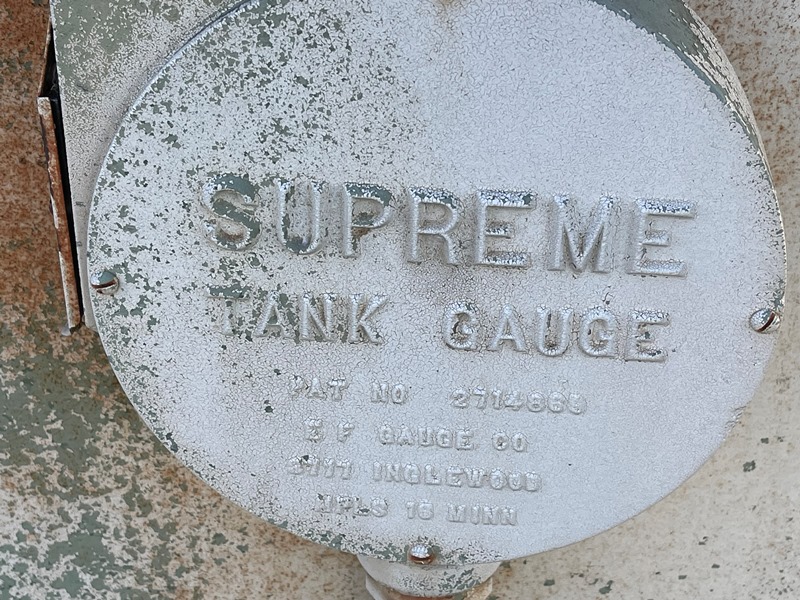 SUPREME
TANK GAUGE
PAT NO
E F GAUGE CO
INGLEWOOD
MPLS 16 MINN